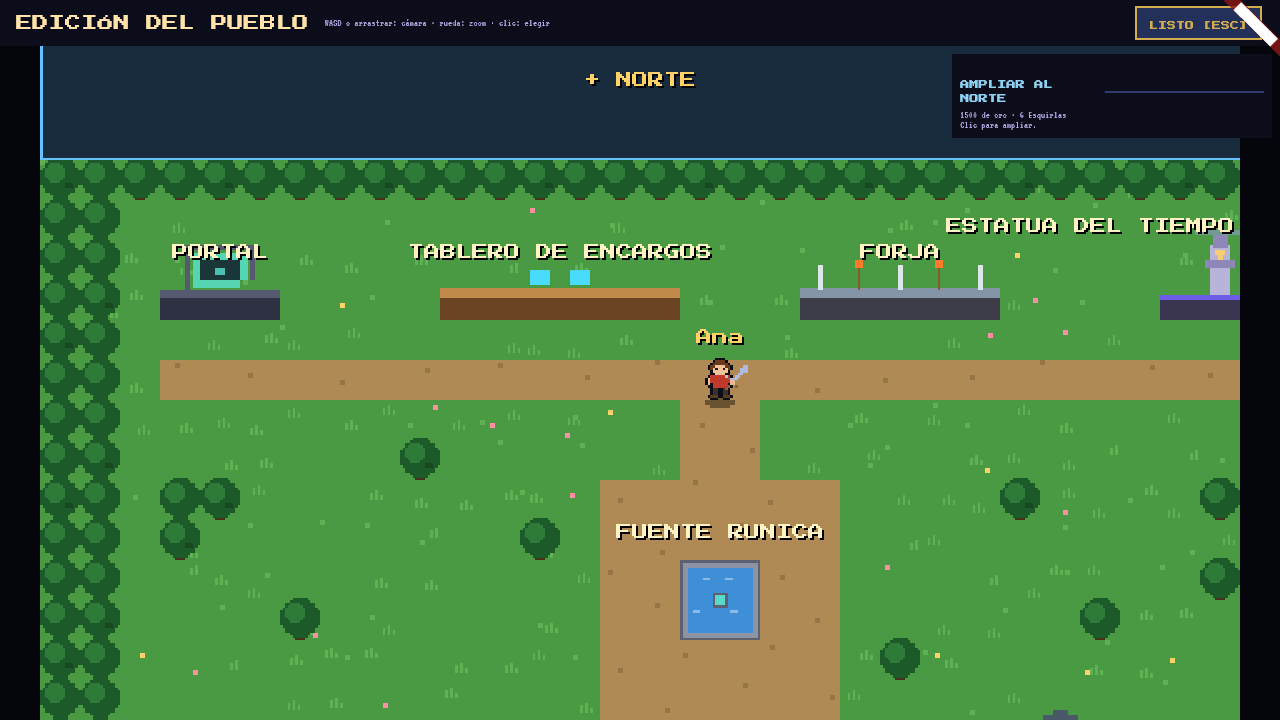 EDICIóN DEL PUEBLO
WASD o arrastrar: cámara · rueda: zoom · clic: elegir
LISTO [ESC]
+ NORTE
AMPLIAR AL
NORTE
1500 de oro · 6 Esquirlas
Clic para ampliar.
ESTATUA DEL TIEMPO
PORTAL
TABLERO DE ENCARGOS
FORJA
Ana
FUENTE RUNICA